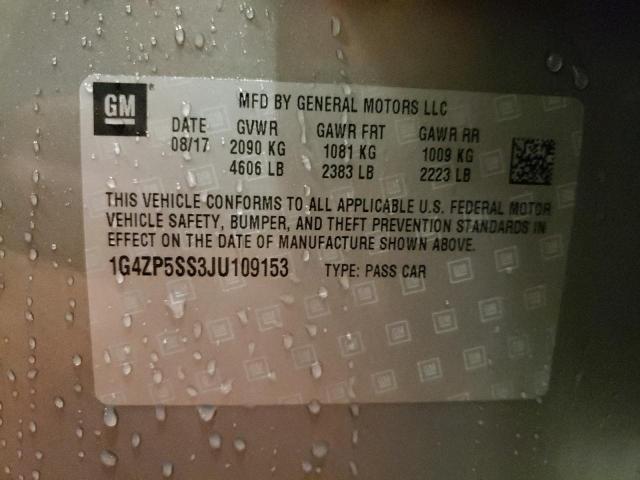 GM
®
MFD BY GENERAL MOTORS LLC
DATE GVWR GAWR FRT GAWR RR
08/17 2090 KG 1081 KG 1009 KG
4606 LB 2383 LB 2223 LB
THIS VEHICLE CONFORMS TO ALL APPLICABLE U.S. FEDERAL MOTOR
VEHICLE SAFETY, BUMPER, AND THEFT PREVENTION STANDARDS IN
EFFECT ON THE DATE OF MANUFACTURE SHOWN ABOVE.
1G4ZP5SS3JU109153 TYPE: PASS CAR